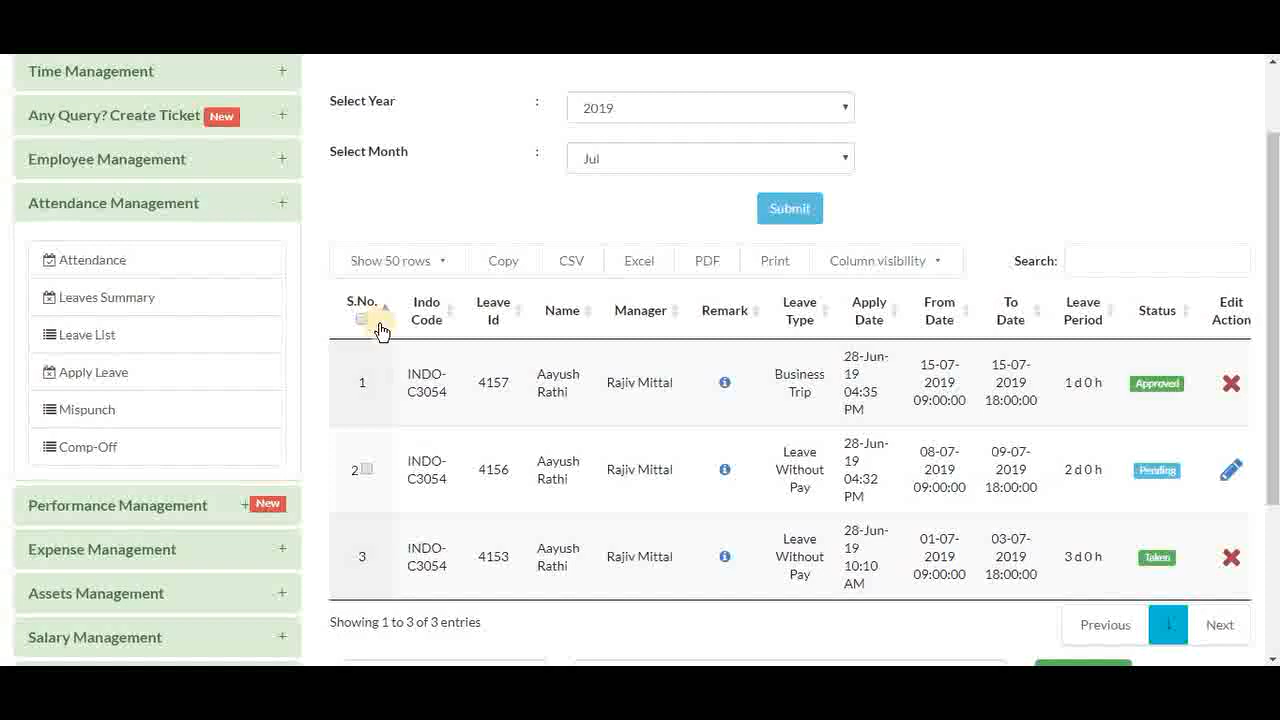 Time Management +
Any Query? Create Ticket New +
Employee Management +
Attendance Management +
Attendance
Leaves Summary
Leave List
Apply Leave
Mispunch
Comp-Off
Performance Management + New
Expense Management +
Assets Management +
Salary Management +
Select Year : 2019
Select Month : Jul
Submit
Show 50 rows Copy CSV Excel PDF Print Column visibility Search:
S.No. Indo Leave Name Manager Remark Leave Apply From To Leave Status Edit
Code Id Type Date Date Date Period Action
1 INDO-C3054 4157 Aayush Rathi Rajiv Mittal Business Trip 28-Jun-19 04:35 PM 15-07-2019 09:00:00 15-07-2019 18:00:00 1 d 0 h Approved
2 INDO-C3054 4156 Aayush Rathi Rajiv Mittal Leave Without Pay 28-Jun-19 04:32 PM 08-07-2019 09:00:00 09-07-2019 18:00:00 2 d 0 h Pending
3 INDO-C3054 4153 Aayush Rathi Rajiv Mittal Leave Without Pay 28-Jun-19 10:10 AM 01-07-2019 09:00:00 03-07-2019 18:00:00 3 d 0 h Taken
Showing 1 to 3 of 3 entries
Previous 1 Next